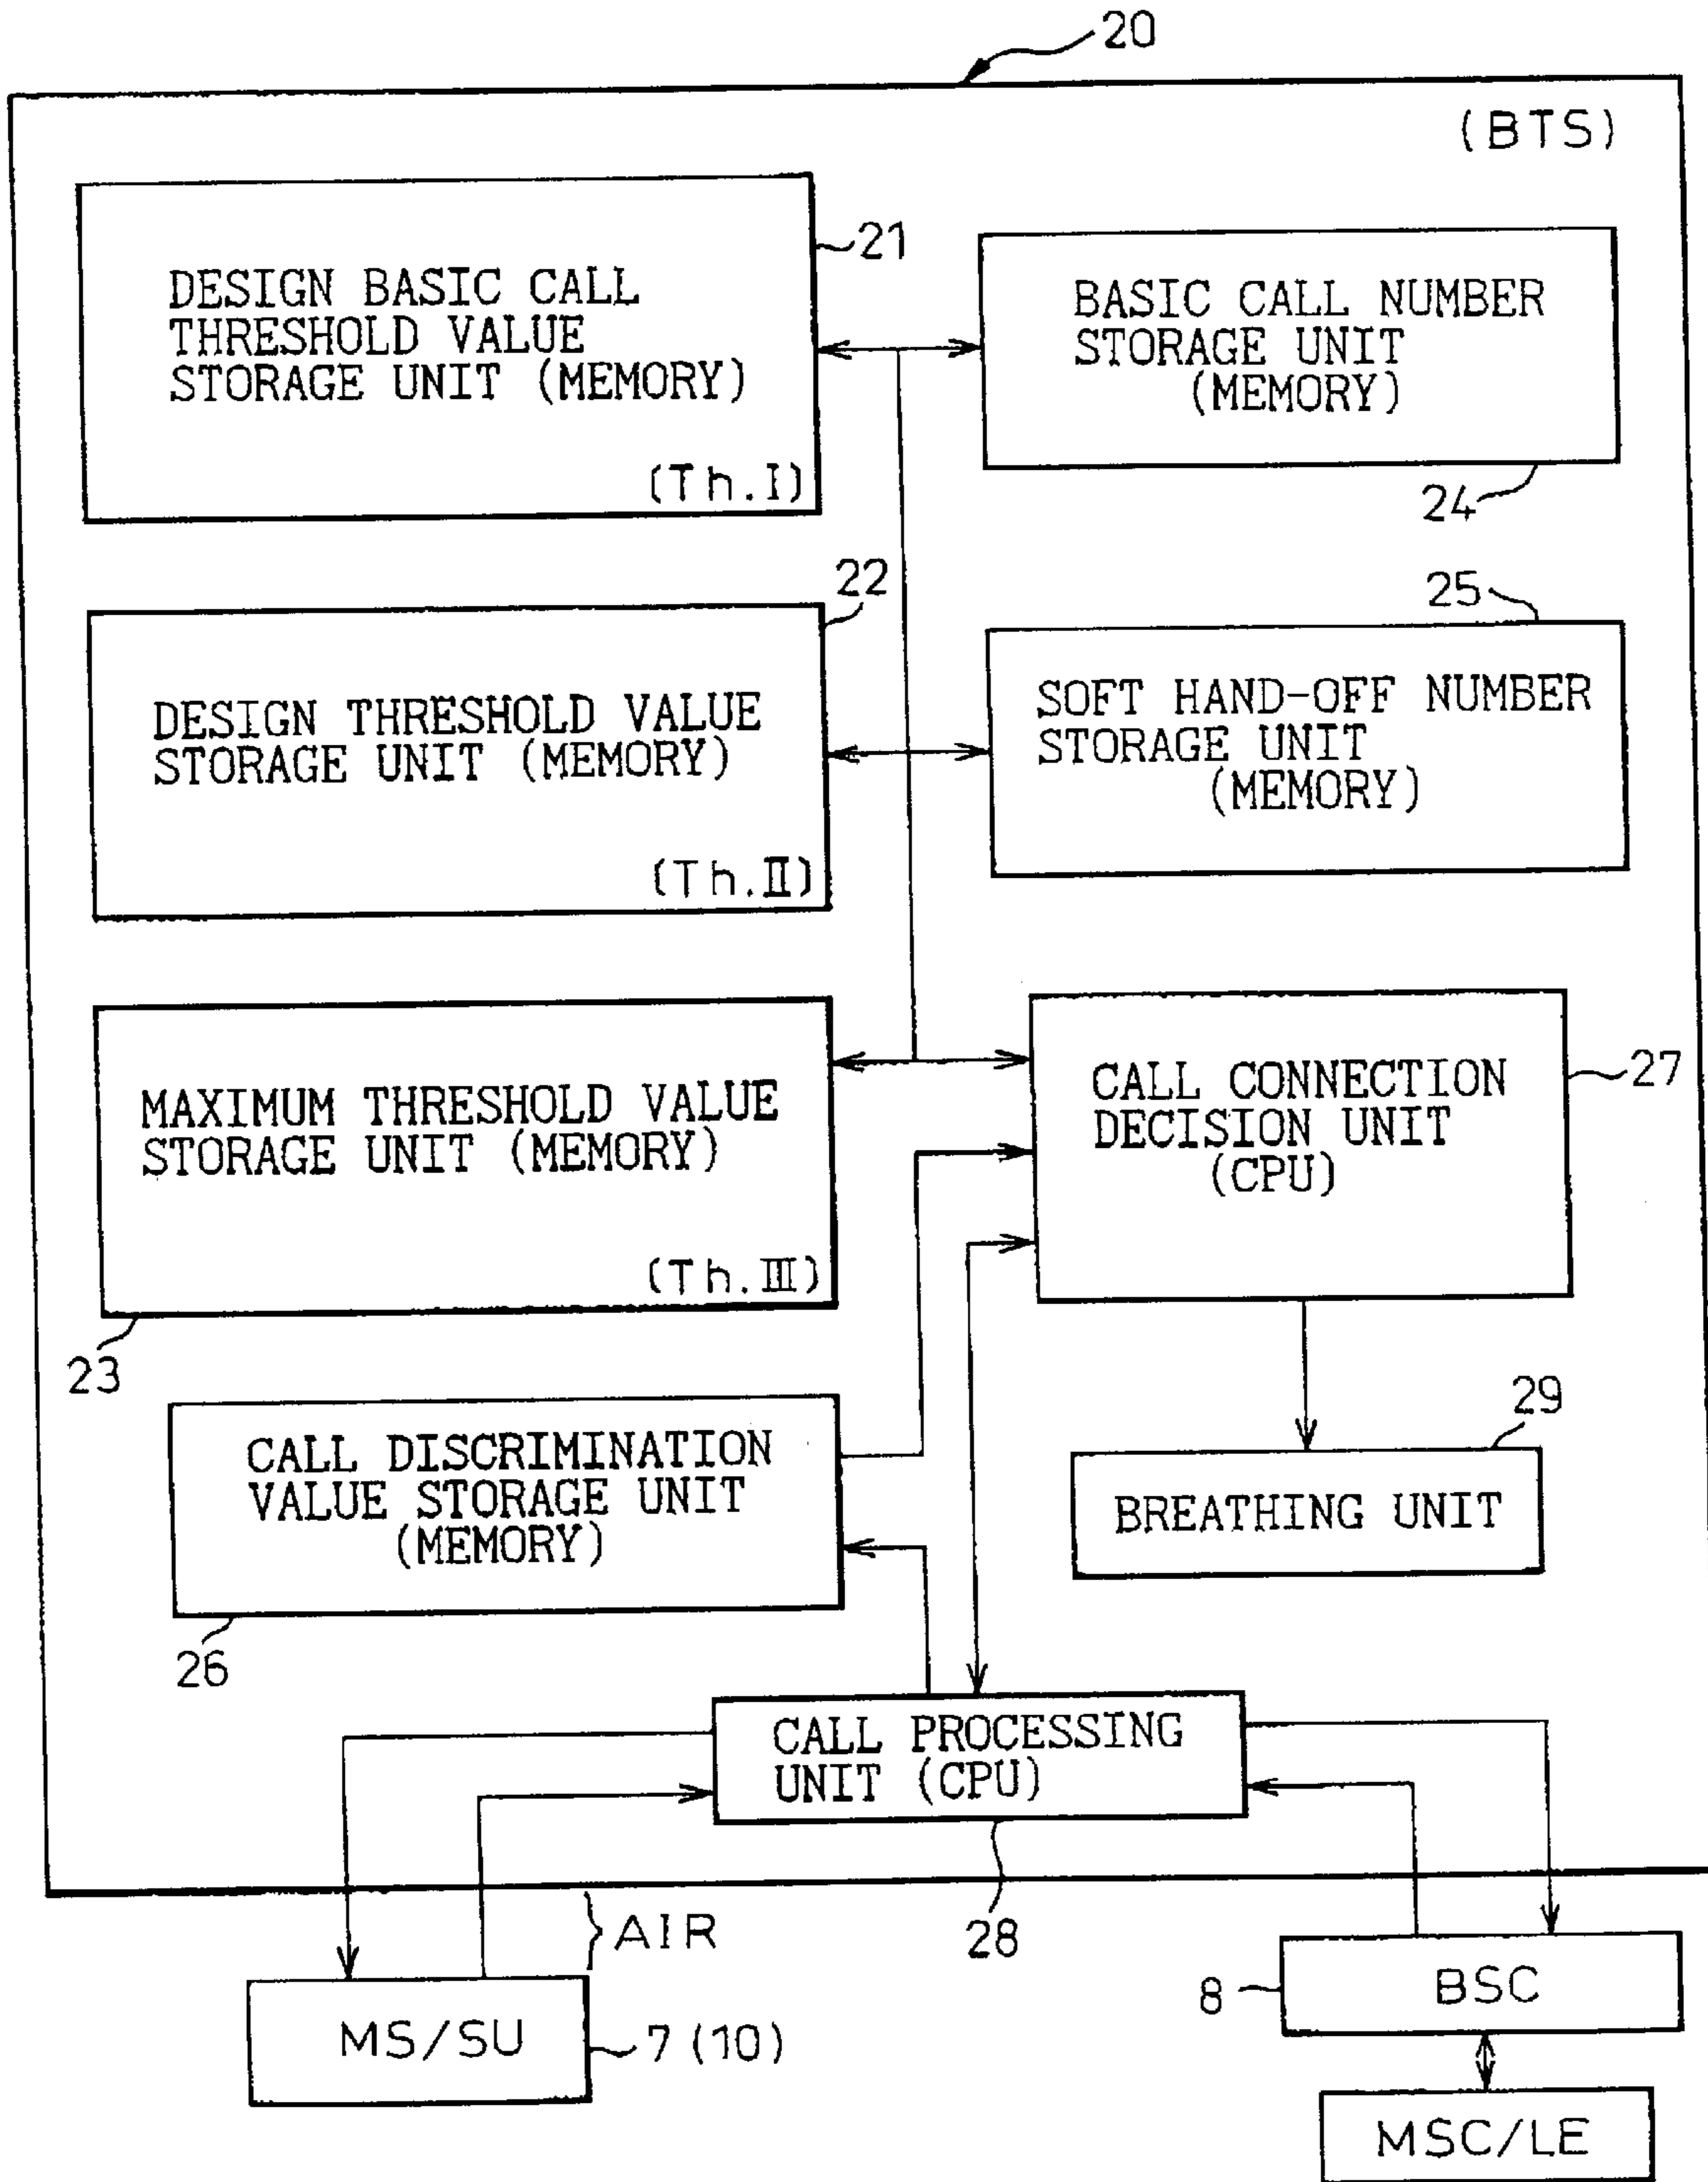 20
(BTS)
21
DESIGN BASIC CALL
THRESHOLD VALUE
STORAGE UNIT (MEMORY)
(Th.I)
BASIC CALL NUMBER
STORAGE UNIT
(MEMORY)
24
22
DESIGN THRESHOLD VALUE
STORAGE UNIT (MEMORY)
(Th.II)
25
SOFT HAND-OFF NUMBER
STORAGE UNIT
(MEMORY)
MAXIMUM THRESHOLD VALUE
STORAGE UNIT (MEMORY)
(Th.III)
23
CALL CONNECTION
DECISION UNIT
(CPU)
27
CALL DISCRIMINATION
VALUE STORAGE UNIT
(MEMORY)
26
29
BREATHING UNIT
CALL PROCESSING
UNIT (CPU)
28
AIR
MS/SU
7 (10)
8
BSC
MSC/LE